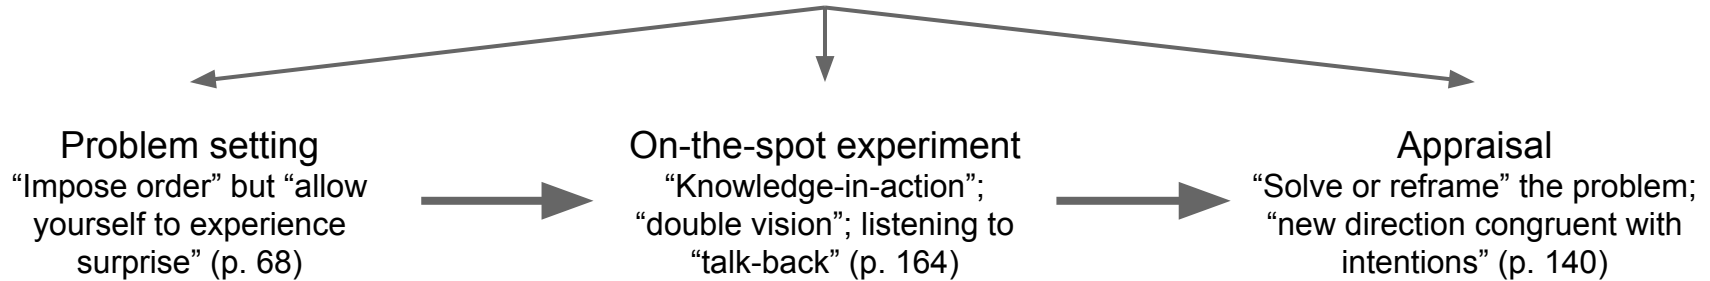 Problem setting
“Impose order” but “allow
yourself to experience
surprise” (p. 68)
On-the-spot experiment
“Knowledge-in-action”;
“double vision”; listening to
“talk-back” (p. 164)
Appraisal
“Solve or reframe” the problem;
“new direction congruent with
intentions” (p. 140)